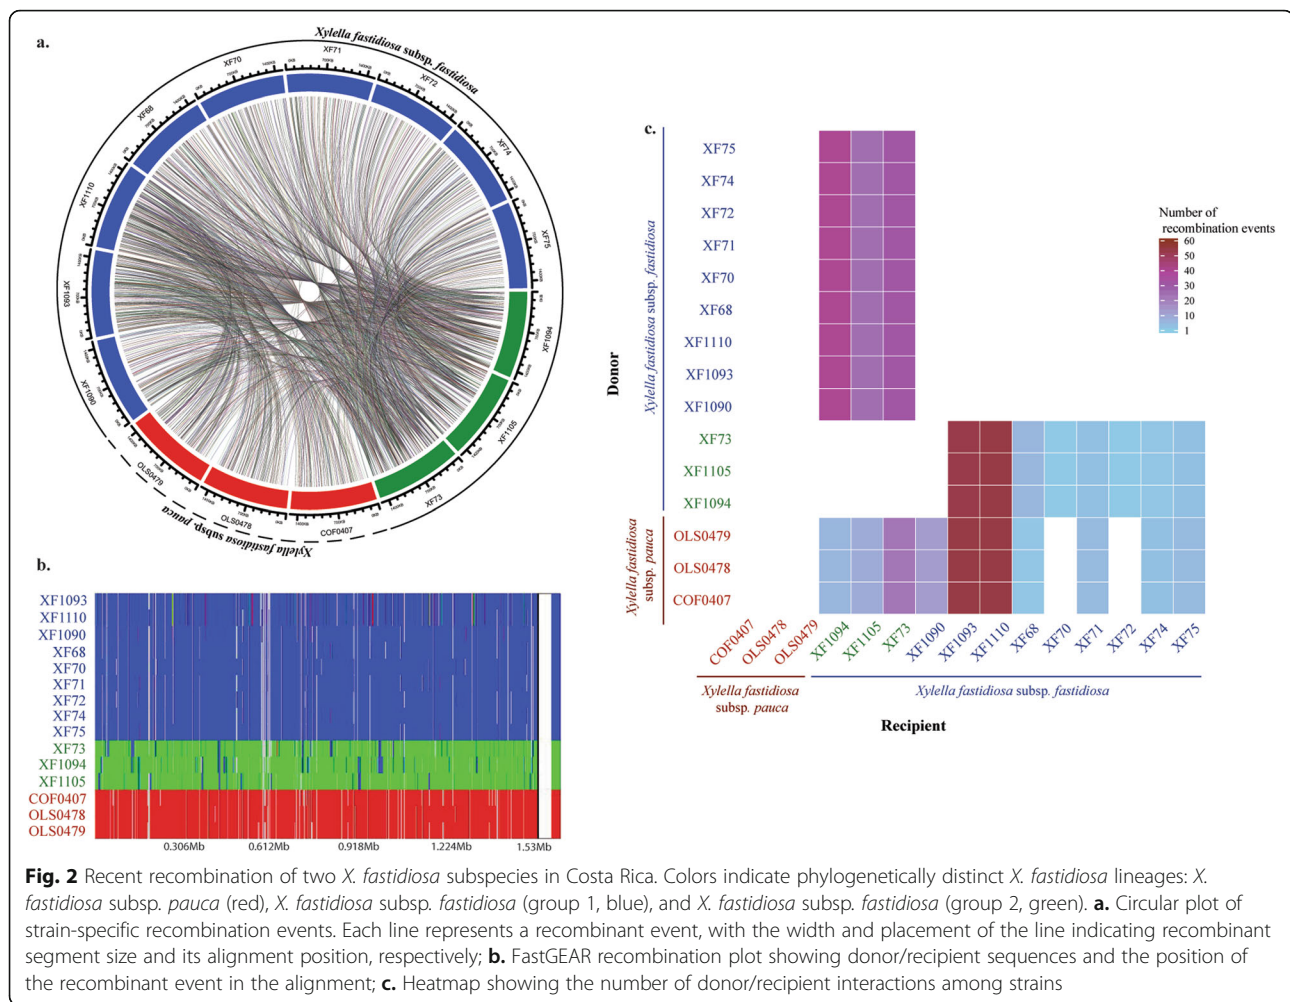 a.
Xylella fastidiosa subsp. fastidiosa
XF71
XF72
XF74
XF75
XF1094
XF1105
XF73
COF0407
OLS0478
OLS0479
XF1090
XF1093
XF1110
XF68
XF70
Xylella fastidiosa subsp. pauca
b.
XF1093
XF1110
XF1090
XF68
XF70
XF71
XF72
XF74
XF75
XF73
XF1094
XF1105
COF0407
OLS0478
OLS0479
0.306Mb 0.612Mb 0.918Mb 1.224Mb 1.53Mb
c.
Donor
Xylella fastidiosa subsp. fastidiosa
Xylella fastidiosa
subsp. pauca
XF75
XF74
XF72
XF71
XF70
XF68
XF1110
XF1093
XF1090
XF73
XF1105
XF1094
OLS0479
OLS0478
COF0407
COF0407 OLS0478 OLS0479 XF1094 XF1105 XF73 XF1090 XF1093 XF1110 XF68 XF70 XF71 XF72 XF74 XF75
Xylella fastidiosa
subsp. pauca
Xylella fastidiosa subsp. fastidiosa
Recipient
Number of
recombination events
60
50
40
30
20
10
1
Fig. 2 Recent recombination of two X. fastidiosa subspecies in Costa Rica. Colors indicate phylogenetically distinct X. fastidiosa lineages: X.
fastidiosa subsp. pauca (red), X. fastidiosa subsp. fastidiosa (group 1, blue), and X. fastidiosa subsp. fastidiosa (group 2, green). a. Circular plot of
strain-specific recombination events. Each line represents a recombinant event, with the width and placement of the line indicating recombinant
segment size and its alignment position, respectively; b. FastGEAR recombination plot showing donor/recipient sequences and the position of
the recombinant event in the alignment; c. Heatmap showing the number of donor/recipient interactions among strains